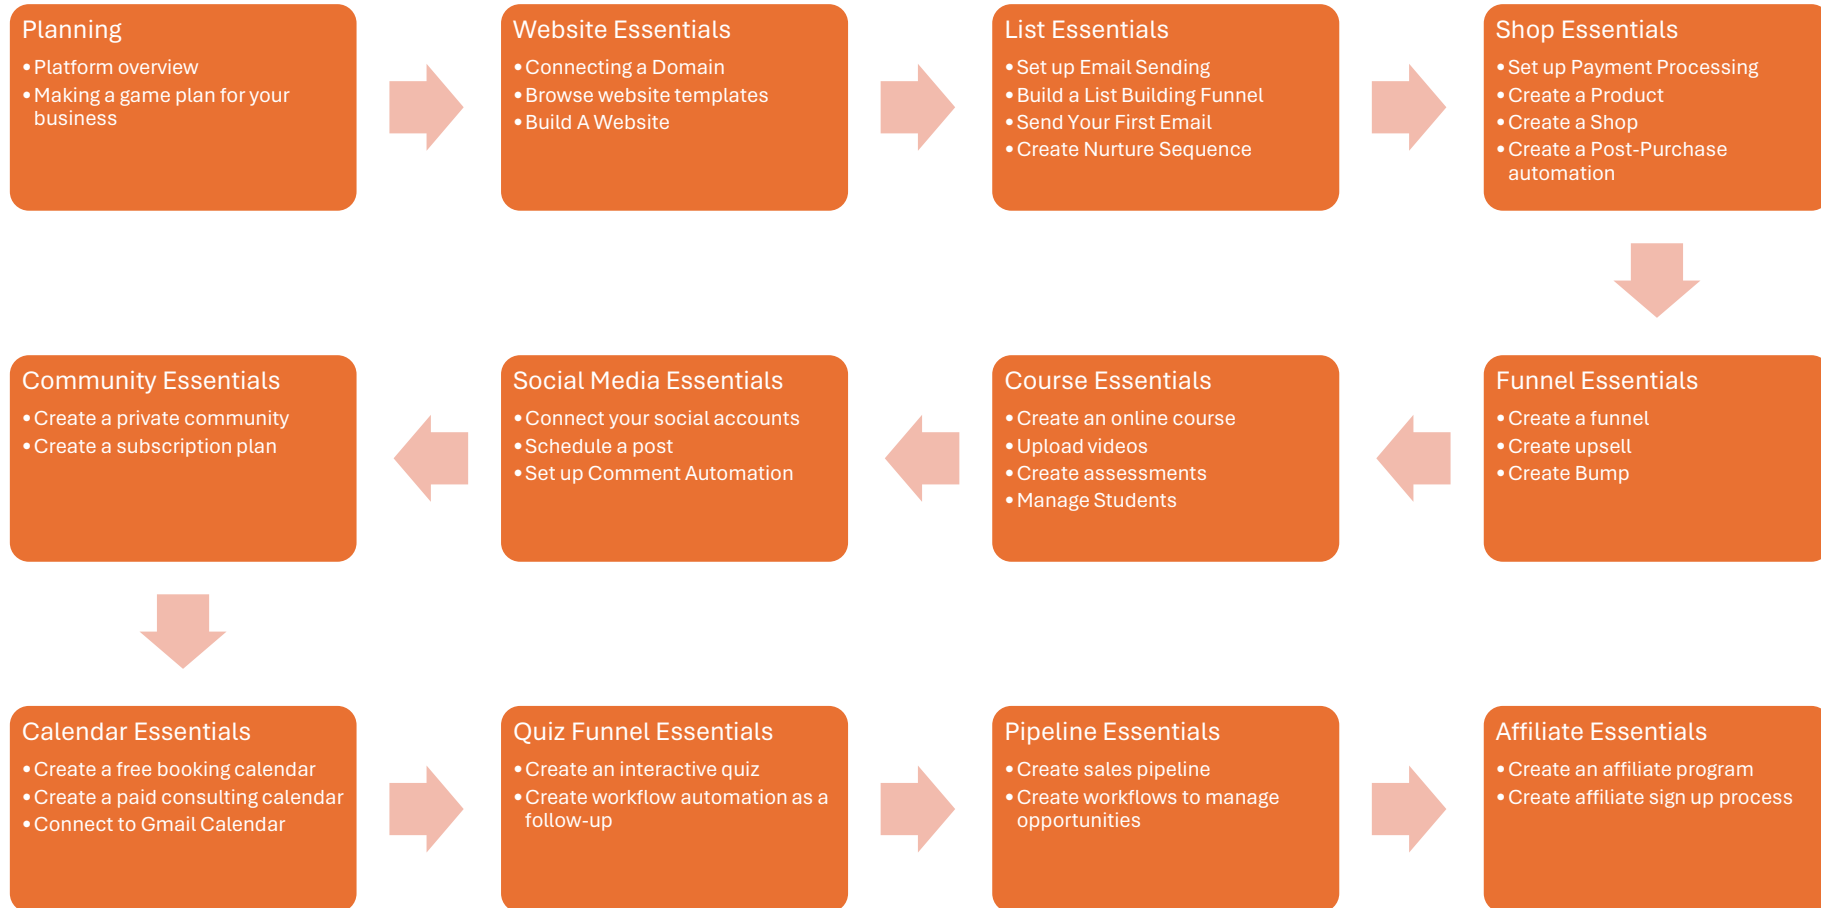 Planning
•Platform overview
•Making a game plan for your
business
Website Essentials
•Connecting a Domain
•Browse website templates
•Build A Website
List Essentials
•Set up Email Sending
•Build a List Building Funnel
•Send Your First Email
•Create Nurture Sequence
Shop Essentials
•Set up Payment Processing
•Create a Product
•Create a Shop
•Create a Post-Purchase
automation
Funnel Essentials
•Create a funnel
•Create upsell
•Create Bump
Course Essentials
•Create an online course
•Upload videos
•Create assessments
•Manage Students
Social Media Essentials
•Connect your social accounts
•Schedule a post
•Set up Comment Automation
Community Essentials
•Create a private community
•Create a subscription plan
Calendar Essentials
•Create a free booking calendar
•Create a paid consulting calendar
•Connect to Gmail Calendar
Quiz Funnel Essentials
•Create an interactive quiz
•Create workflow automation as a
follow-up
Pipeline Essentials
•Create sales pipeline
•Create workflows to manage
opportunities
Affiliate Essentials
•Create an affiliate program
•Create affiliate sign up process